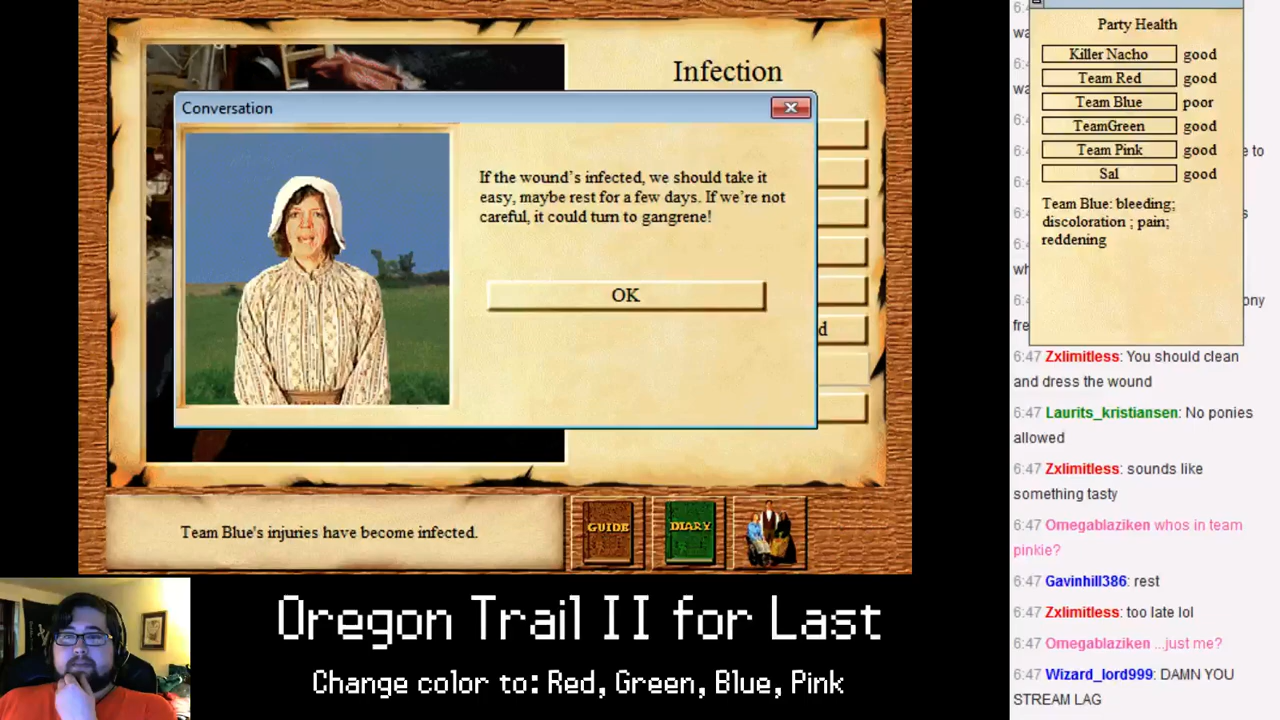 Infection
Conversation
If the wound's infected, we should take it
easy, maybe rest for a few days. If we're not
careful, it could turn to gangrene!
OK
d
Team Blue's injuries have become infected.
GUIDE
DIARY
Oregon Trail II for Last
Change color to: Red, Green, Blue, Pink
Party Health
Killer Nacho good
Team Red good
Team Blue poor
TeamGreen good
Team Pink good
Sal good
Team Blue: bleeding;
discoloration ; pain;
reddening
e to
ony
fre
6:47 Zxlimitless: You should clean
and dress the wound
6:47 Laurits_kristiansen: No ponies
allowed
6:47 Zxlimitless: sounds like
something tasty
6:47 Omegablaziken whos in team
pinkie?
6:47 Gavinhill386: rest
6:47 Zxlimitless: too late lol
6:47 Omegablaziken ...just me?
6:47 Wizard_lord999: DAMN YOU
STREAM LAG